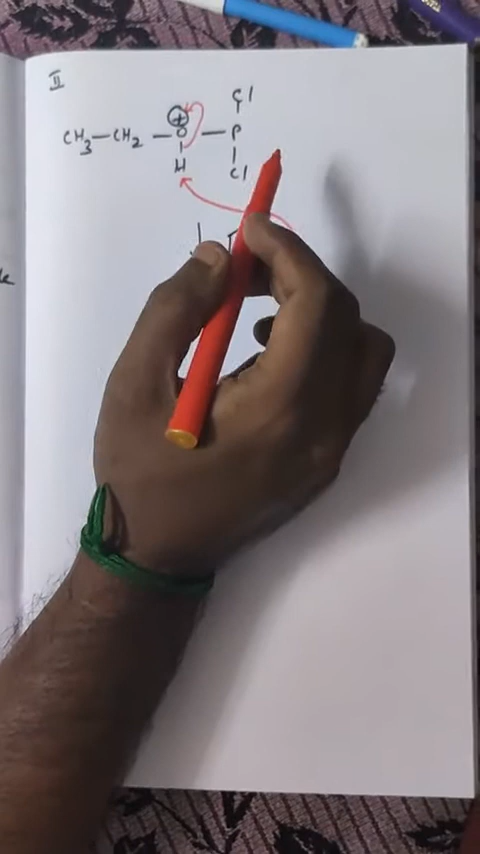 II
Cl
⊕
CH₃—CH₂—O—P
H
Cl